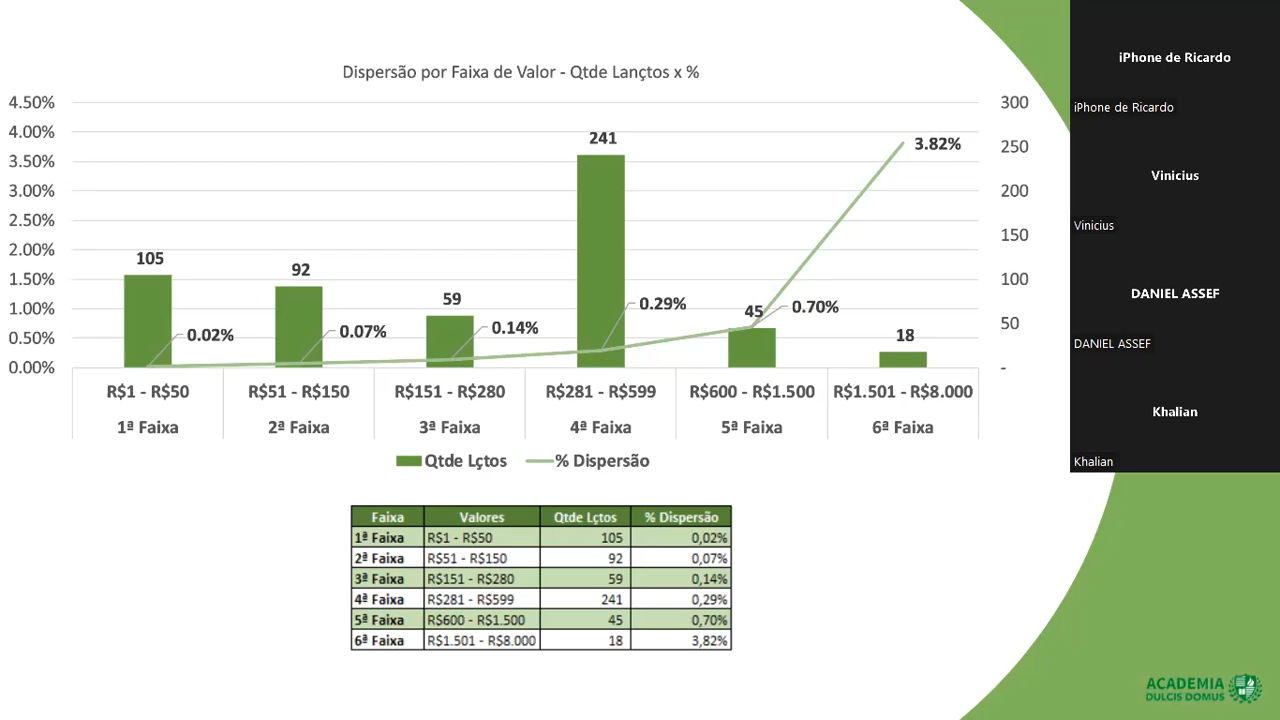 Dispersão por Faixa de Valor - Qtde Lançtos x %
4.50%
4.00%
3.50%
3.00%
2.50%
2.00%
1.50%
1.00%
0.50%
0.00%
300
250
200
150
100
50
-
105
92
59
241
45
18
0.02%
0.07%
0.14%
0.29%
0.70%
3.82%
R$1 - R$50 R$51 - R$150 R$151 - R$280 R$281 - R$599 R$600 - R$1.500 R$1.501 - R$8.000
1ª Faixa 2ª Faixa 3ª Faixa 4ª Faixa 5ª Faixa 6ª Faixa
Qtde Lçtos % Dispersão
Faixa Valores Qtde Lçtos % Dispersão
1ª Faixa R$1 - R$50 105 0,02%
2ª Faixa R$51 - R$150 92 0,07%
3ª Faixa R$151 - R$280 59 0,14%
4ª Faixa R$281 - R$599 241 0,29%
5ª Faixa R$600 - R$1.500 45 0,70%
6ª Faixa R$1.501 - R$8.000 18 3,82%
iPhone de Ricardo
iPhone de Ricardo
Vinicius
Vinicius
DANIEL ASSEF
DANIEL ASSEF
Khalian
Khalian
ACADEMIA
DULCIS DOMUS